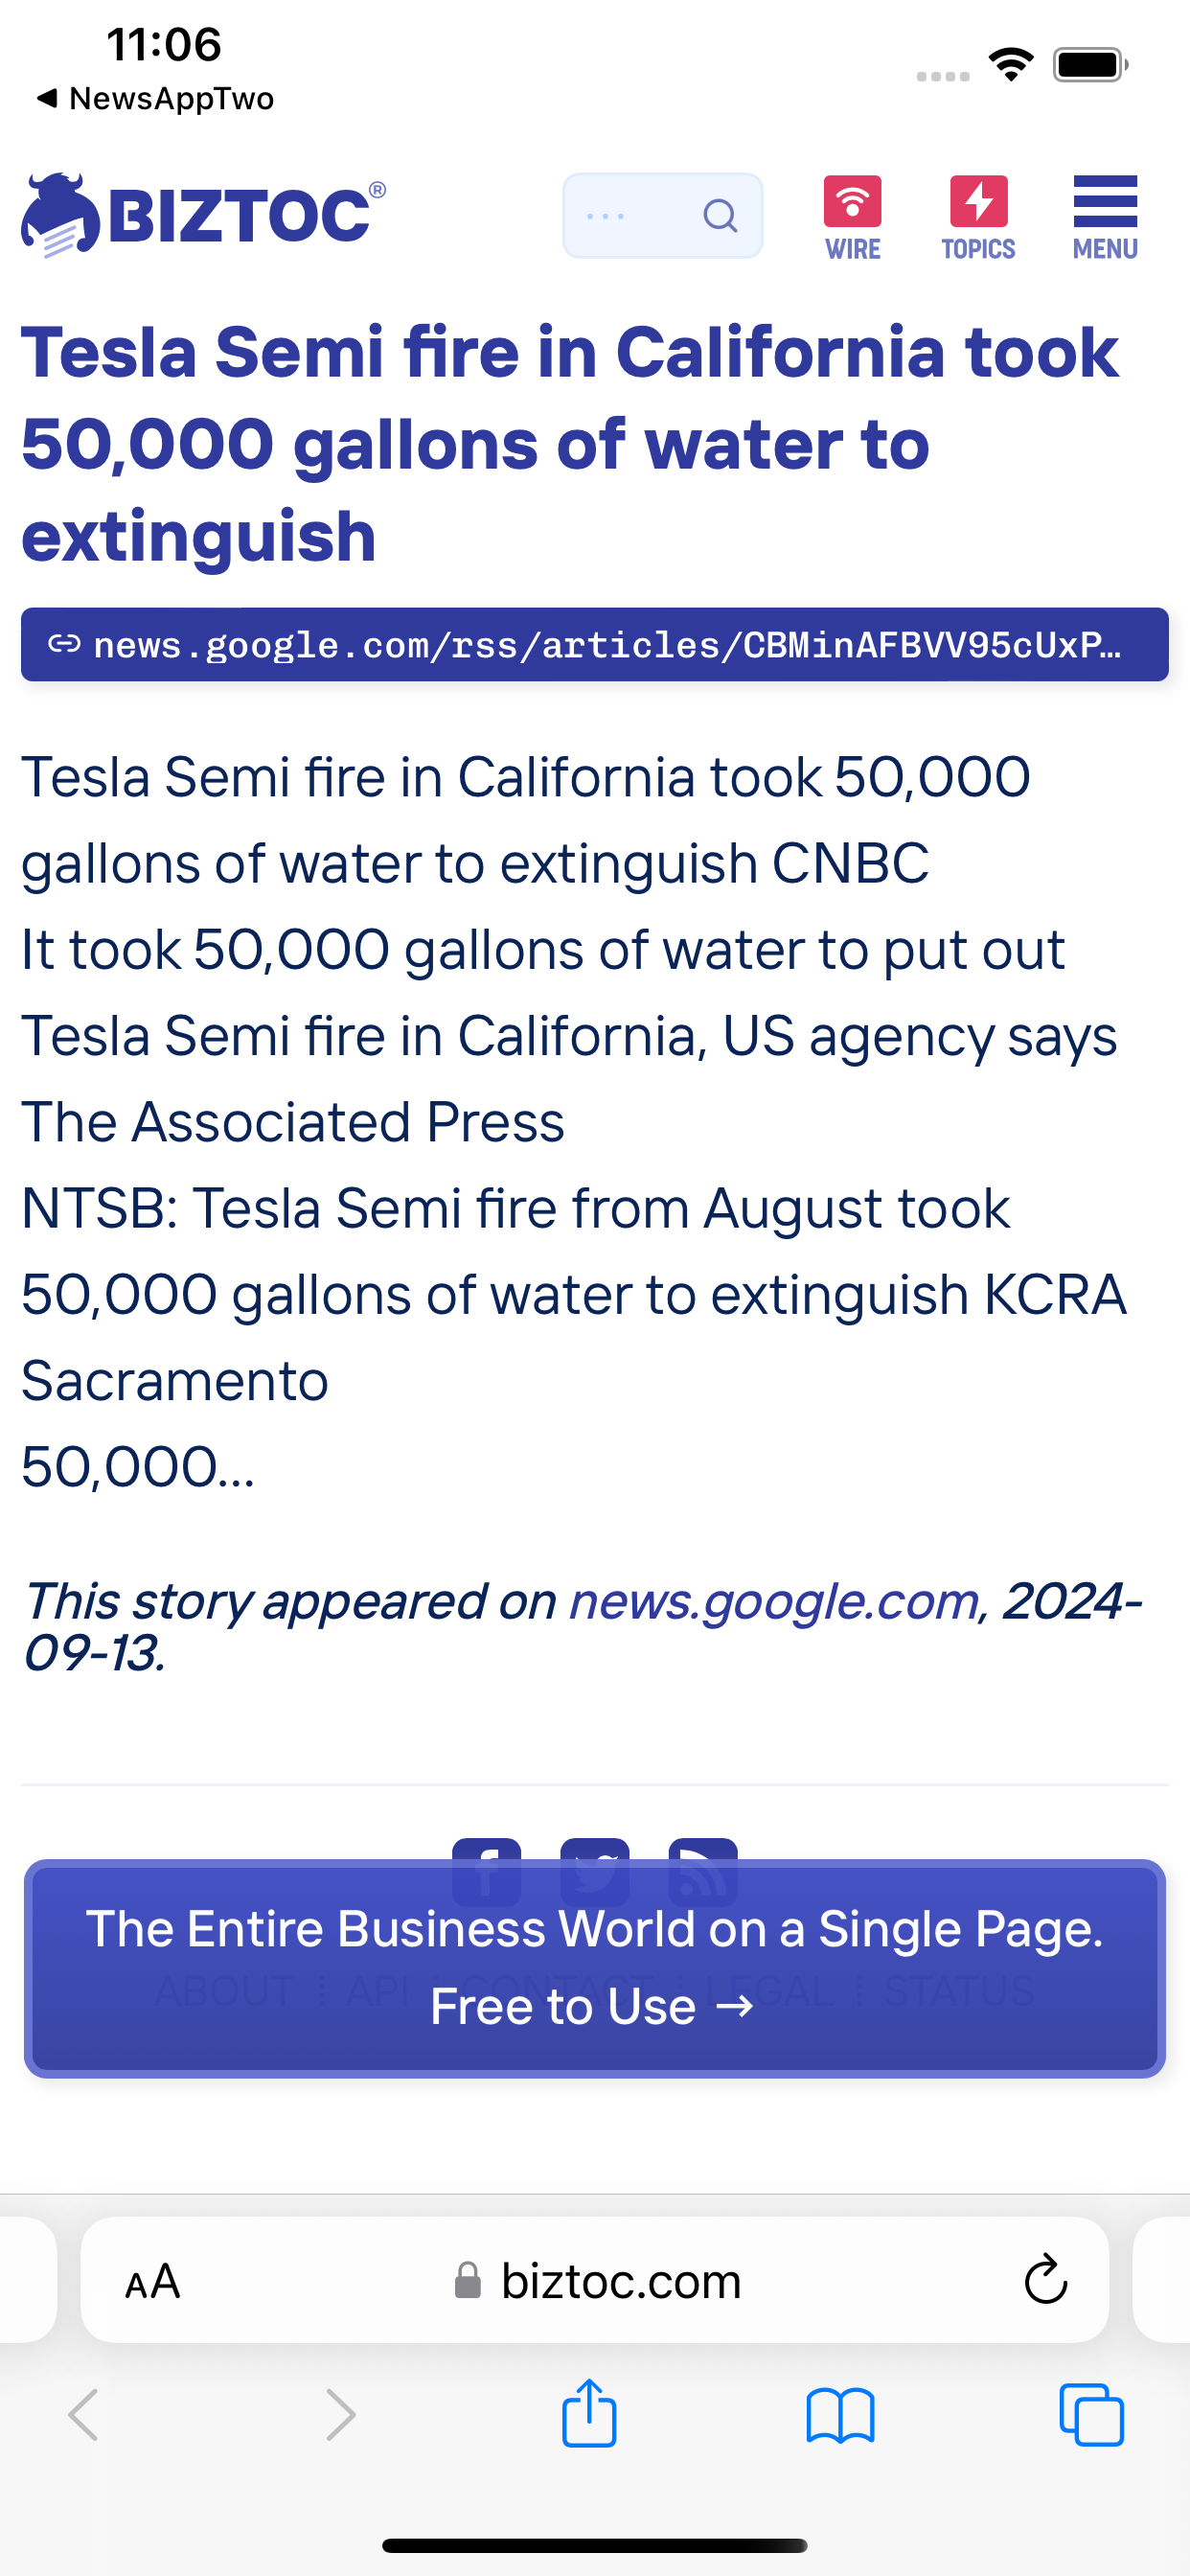 11:06
NewsAppTwo
BIZTOC®
WIRE
TOPICS
MENU
Tesla Semi fire in California took
50,000 gallons of water to
extinguish
news.google.com/rss/articles/CBMinAFBVV95cUxP…
Tesla Semi fire in California took 50,000
gallons of water to extinguish CNBC
It took 50,000 gallons of water to put out
Tesla Semi fire in California, US agency says
The Associated Press
NTSB: Tesla Semi fire from August took
50,000 gallons of water to extinguish KCRA
Sacramento
50,000...
This story appeared on news.google.com, 2024-
09-13.
The Entire Business World on a Single Page.
ABOUT ⋮ API ⋮ CONTACT ⋮ LEGAL ⋮ STATUS
Free to Use →
AA
biztoc.com